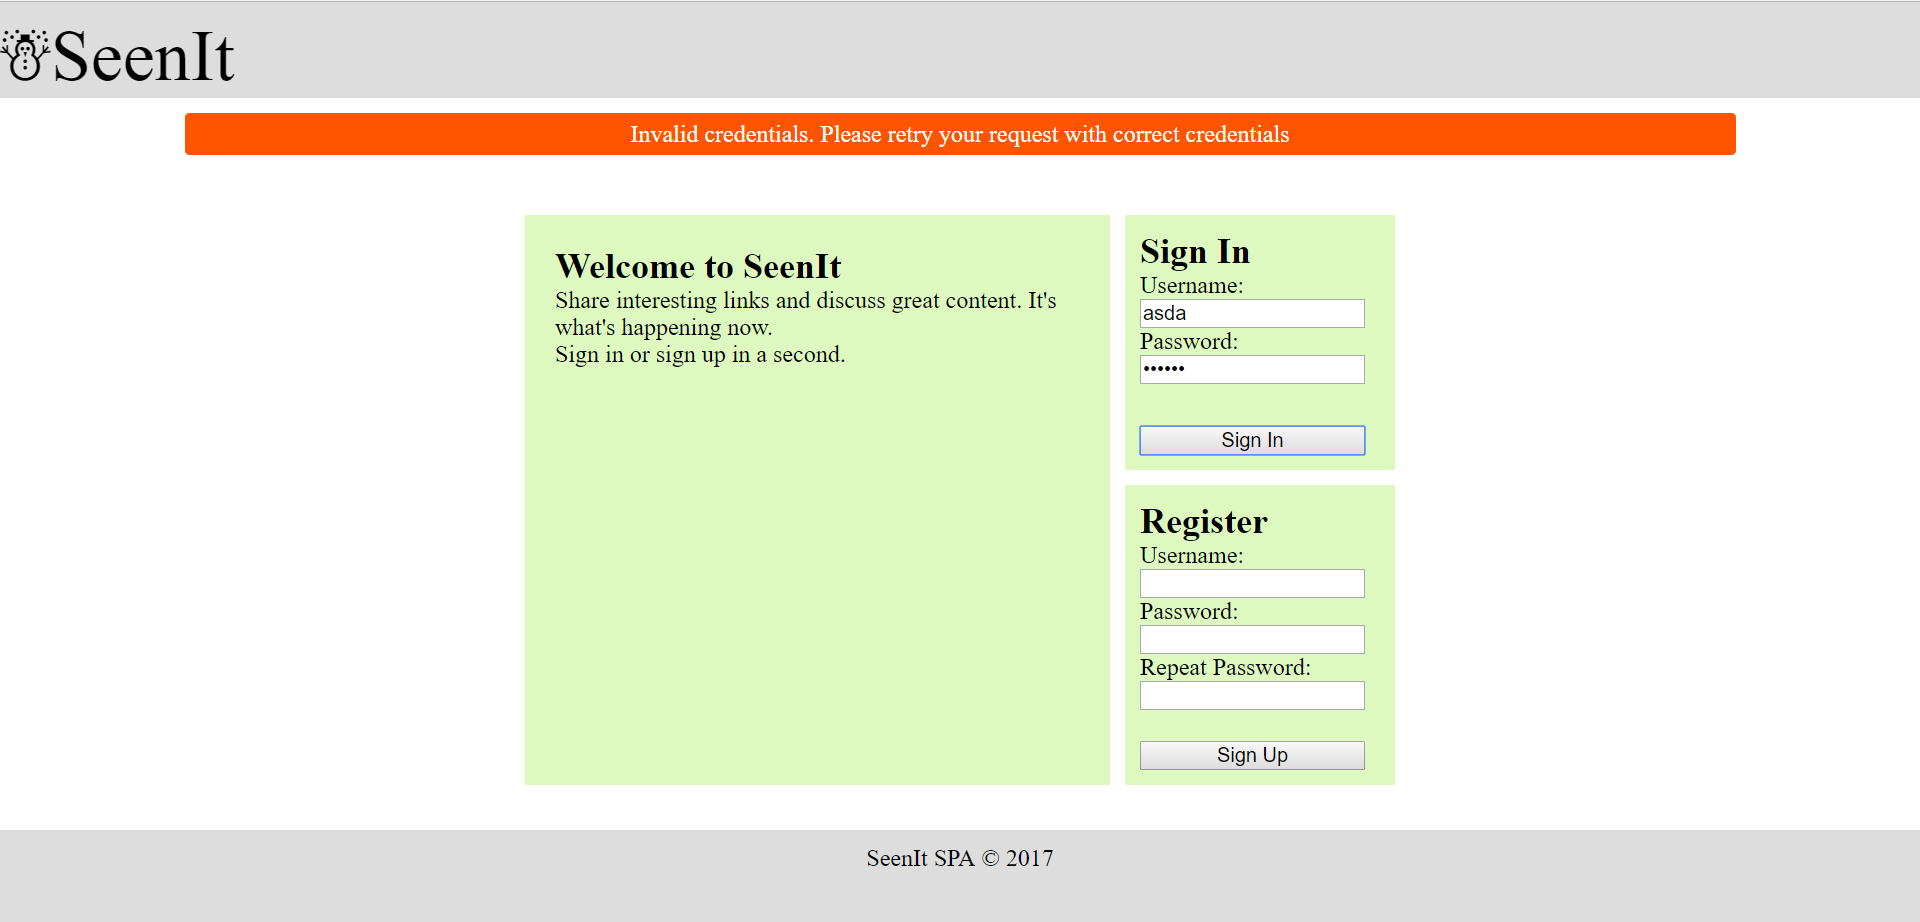 ☃SeenIt
Invalid credentials. Please retry your request with correct credentials
Welcome to SeenIt
Share interesting links and discuss great content. It's
what's happening now.
Sign in or sign up in a second.
Sign In
Username:
asda
Password:
••••••
Sign In
Register
Username:
Password:
Repeat Password:
Sign Up
SeenIt SPA © 2017